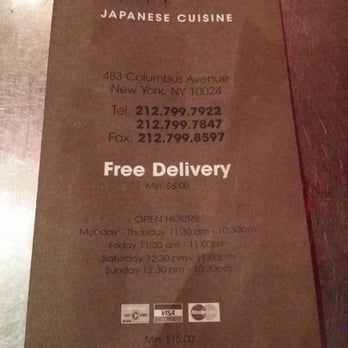 JAPANESE CUISINE
483 Columbus Avenue
New York, NY 10024
Tel. 212.799.7922
212.799.7847
Fax. 212.799.8597
Free Delivery
Min. $8.00
OPEN HOURS:
Monday - Thursday 11:30 am - 10:30pm
Friday 11:30 am - 11:00pm
Saturday 12:30 pm - 11:00pm
Sunday 12:30 pm - 10:30pm
VISA
MasterCard
Min. $15.00